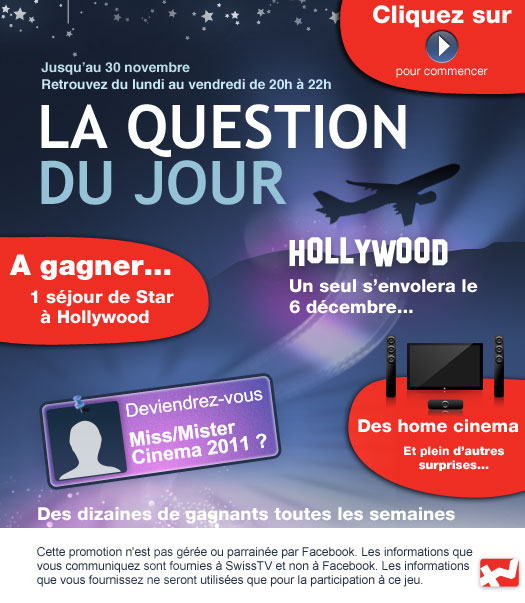 Cliquez sur
pour commencer
Jusqu'au 30 novembre
Retrouvez du lundi au vendredi de 20h à 22h
LA QUESTION
DU JOUR
A gagner...
1 séjour de Star
à Hollywood
HOLLYWOOD
Un seul s'envolera le
6 décembre...
Deviendrez-vous
Miss/Mister
Cinema 2011 ?
Des home cinema
Et plein d'autres
surprises...
Des dizaines de gagnants toutes les semaines
Cette promotion n'est pas gérée ou parrainée par Facebook. Les informations que
vous communiquez sont fournies à SwissTV et non à Facebook. Les informations
que vous fournissez ne seront utilisées que pour la participation à ce jeu.